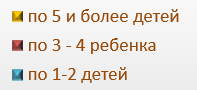 по 5 и более детей
по 3 - 4 ребенка
по 1-2 детей